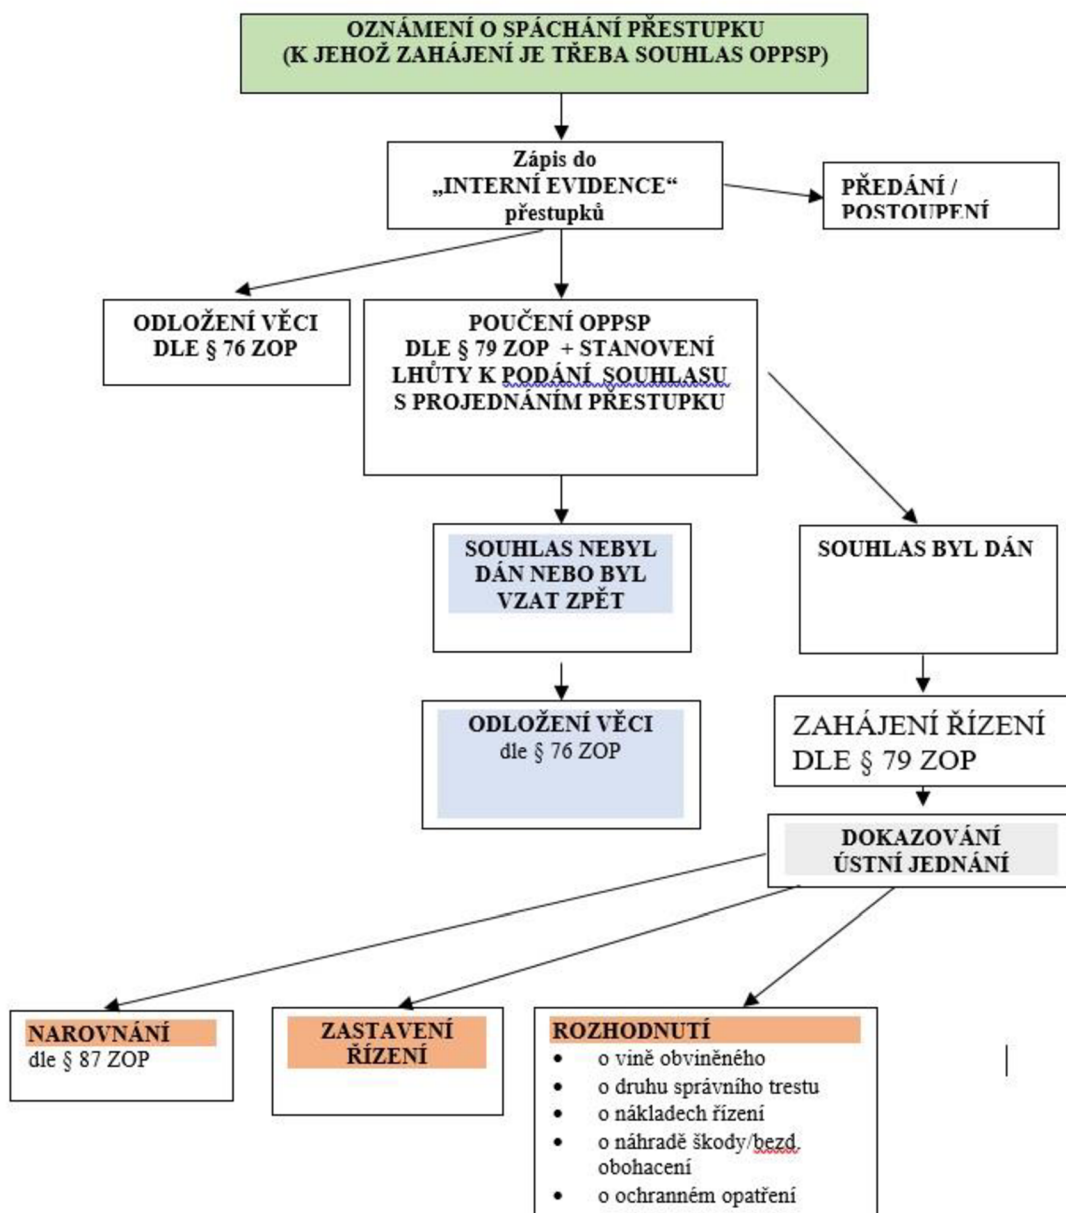 OZNÁMENÍ O SPÁCHÁNÍ PŘESTUPKU
(K JEHOŽ ZAHÁJENÍ JE TŘEBA SOUHLAS OPPSP)
Zápis do
„INTERNÍ EVIDENCE“
přestupků
PŘEDÁNÍ /
POSTOUPENÍ
ODLOŽENÍ VĚCI
DLE § 76 ZOP
POUČENÍ OPPSP
DLE § 79 ZOP + STANOVENÍ
LHŮTY K PODÁNÍ SOUHLASU
S PROJEDNÁNÍM PŘESTUPKU
SOUHLAS NEBYL
DÁN NEBO BYL
VZAT ZPĚT
SOUHLAS BYL DÁN
ODLOŽENÍ VĚCI
dle § 76 ZOP
ZAHÁJENÍ ŘÍZENÍ
DLE § 79 ZOP
DOKAZOVÁNÍ
ÚSTNÍ JEDNÁNÍ
NAROVNÁNÍ
dle § 87 ZOP
ZASTAVENÍ
ŘÍZENÍ
ROZHODNUTÍ
• o vině obviněného
• o druhu správního trestu
• o nákladech řízení
• o náhradě škody/bezd.
obohacení
• o ochranném opatření